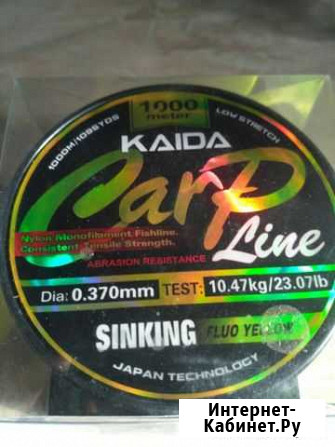 1000
meter
1000M/1095YDS
LOW STRETCH
KAIDA
Carp
Line
Nylon Monofilament Fishline.
Consistent Tensile Strength.
ABRASION RESISTANCE
Dia: 0.370mm TEST: 10.47kg/23.07lb
SINKING FLUO YELLOW
JAPAN TECHNOLOGY
Интернет-
Кабинет.Ру